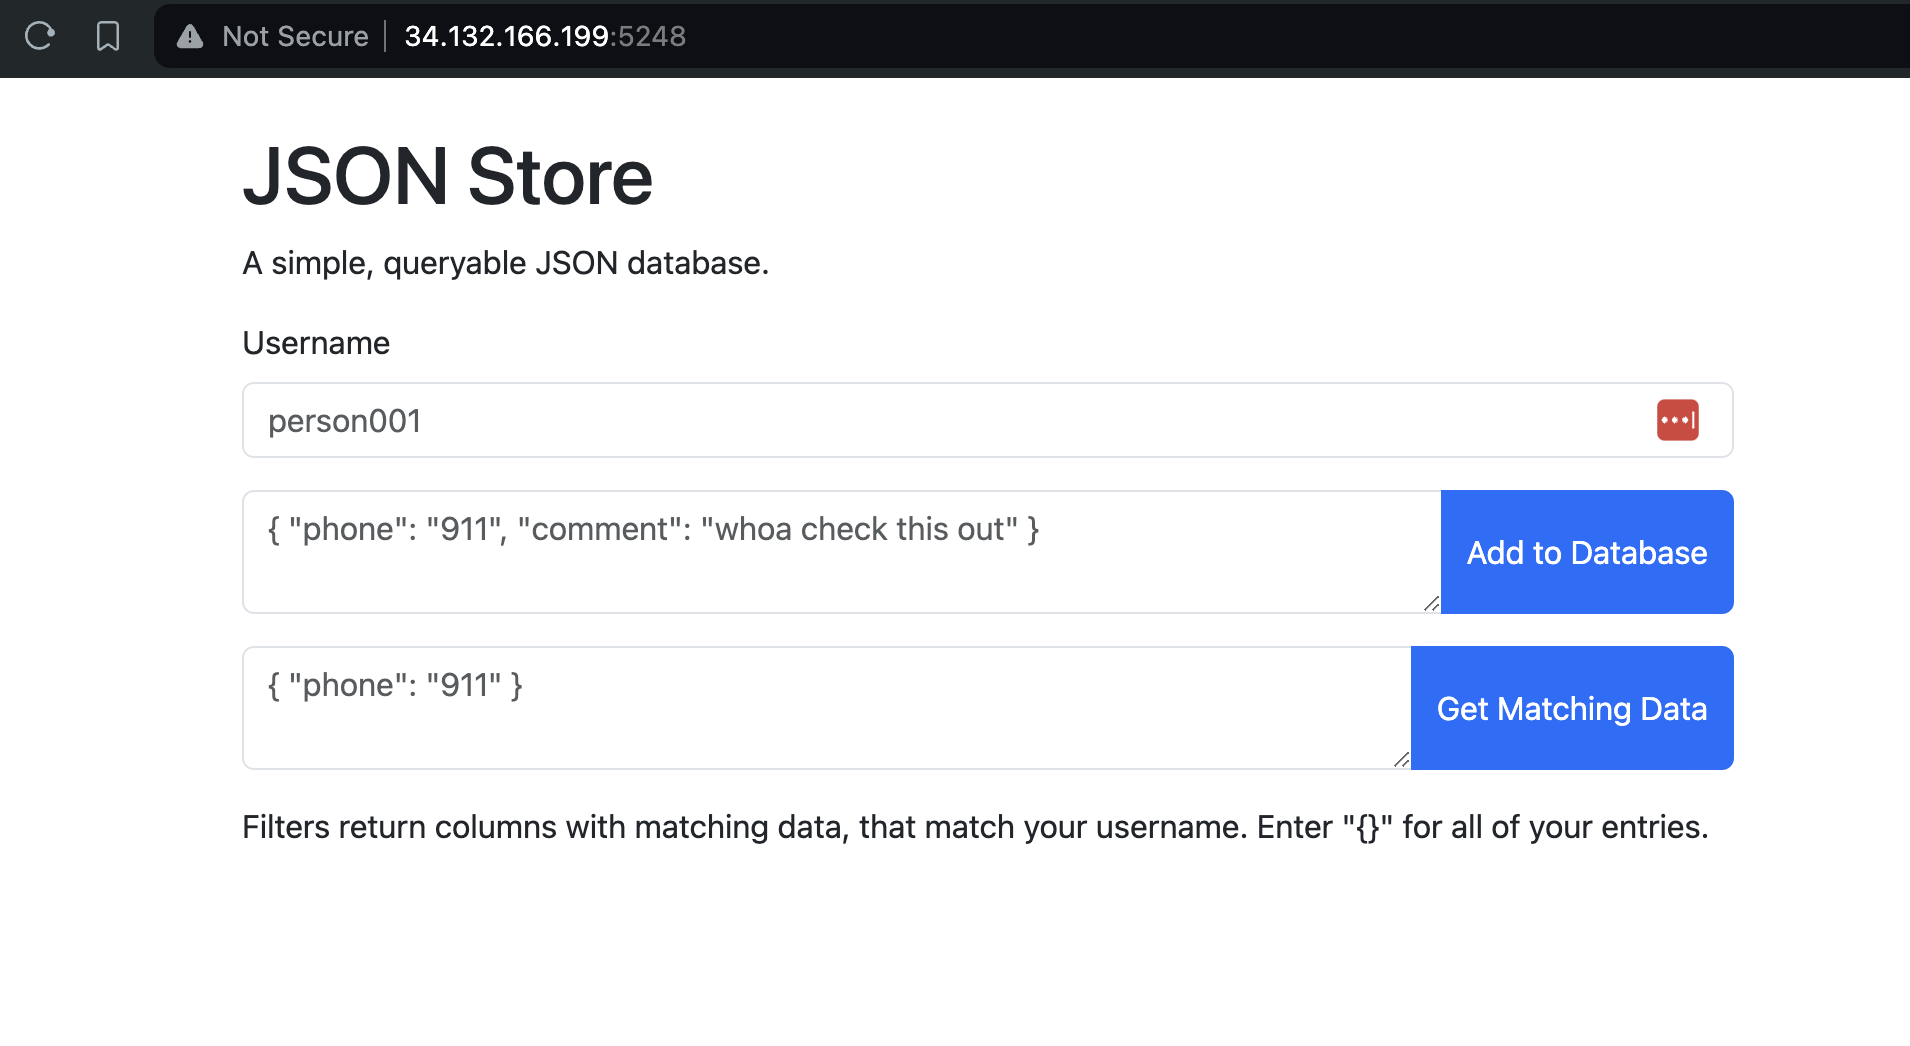 Not Secure 34.132.166.199:5248
JSON Store
A simple, queryable JSON database.
Username
person001
{ "phone": "911", "comment": "whoa check this out" }
Add to Database
{ "phone": "911" }
Get Matching Data
Filters return columns with matching data, that match your username. Enter "{}" for all of your entries.